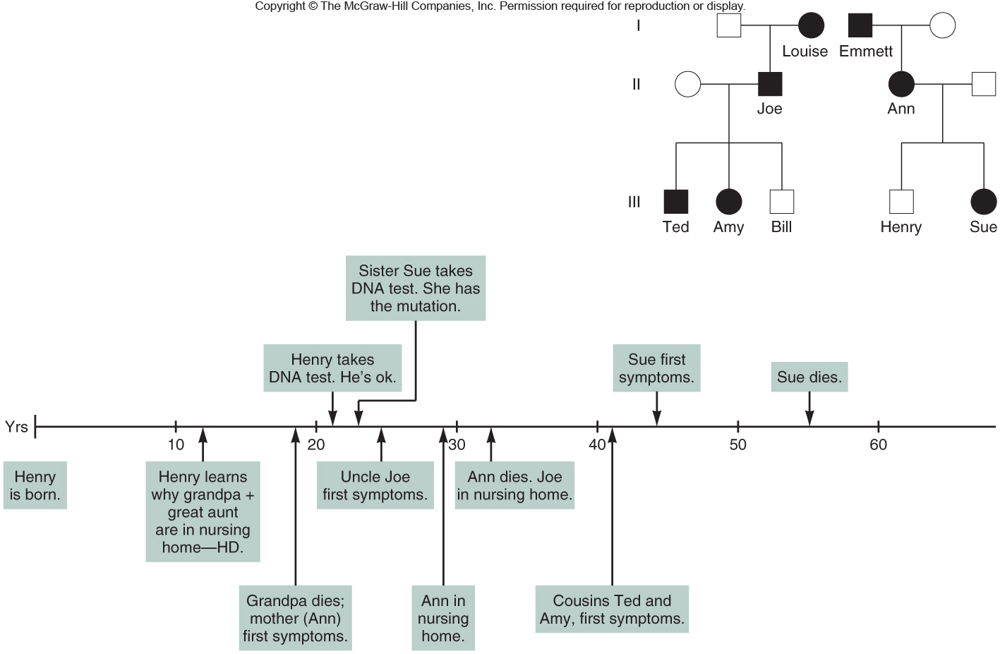 Copyright © The McGraw-Hill Companies, Inc. Permission required for reproduction or display.
I
Louise Emmett
II
Joe Ann
III
Ted Amy Bill Henry Sue
Sister Sue takes
DNA test. She has
the mutation.
Henry takes
DNA test. He's ok.
Sue first
symptoms.
Sue dies.
Yrs
10 20 30 40 50 60
Henry
is born.
Henry learns
why grandpa +
great aunt
are in nursing
home—HD.
Uncle Joe
first symptoms.
Ann dies. Joe
in nursing home.
Grandpa dies;
mother (Ann)
first symptoms.
Ann in
nursing
home.
Cousins Ted and
Amy, first symptoms.